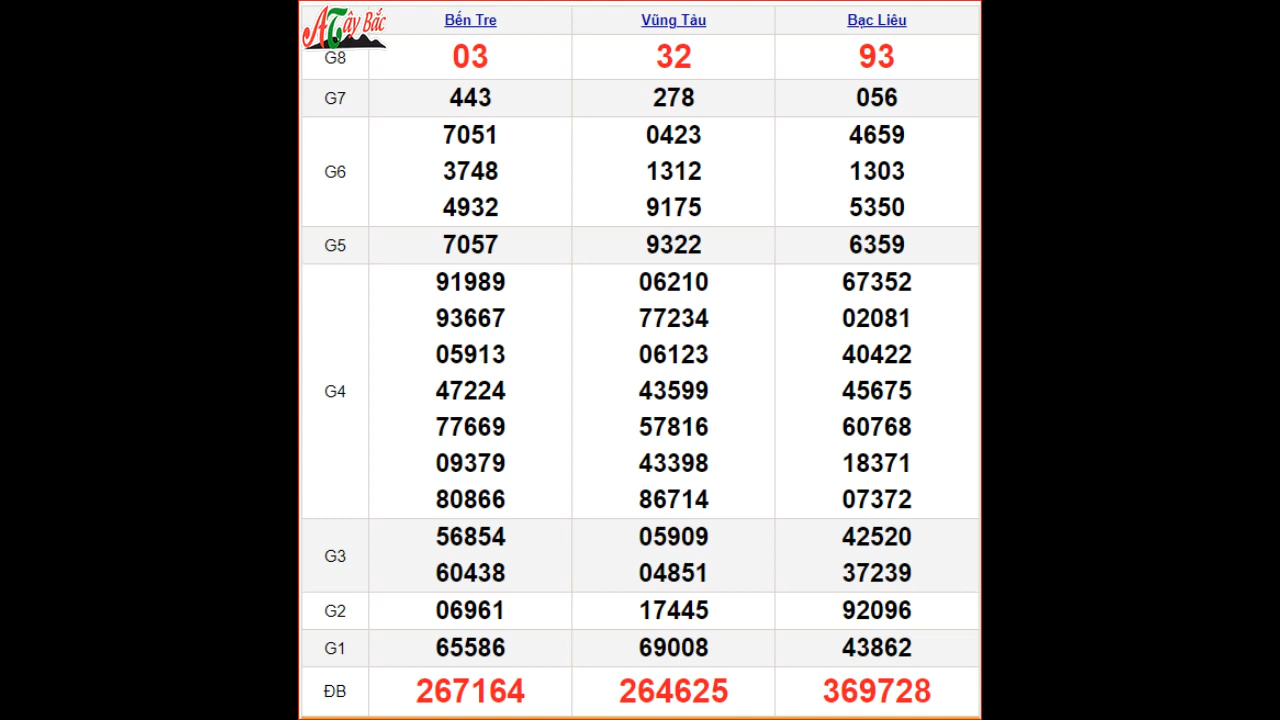 ATây Bắc
Bến Tre Vũng Tàu Bạc Liêu
G8 03 32 93
G7 443 278 056
7051 0423 4659
G6 3748 1312 1303
4932 9175 5350
G5 7057 9322 6359
91989 06210 67352
93667 77234 02081
05913 06123 40422
G4 47224 43599 45675
77669 57816 60768
09379 43398 18371
80866 86714 07372
G3 56854 05909 42520
60438 04851 37239
G2 06961 17445 92096
G1 65586 69008 43862
ĐB 267164 264625 369728